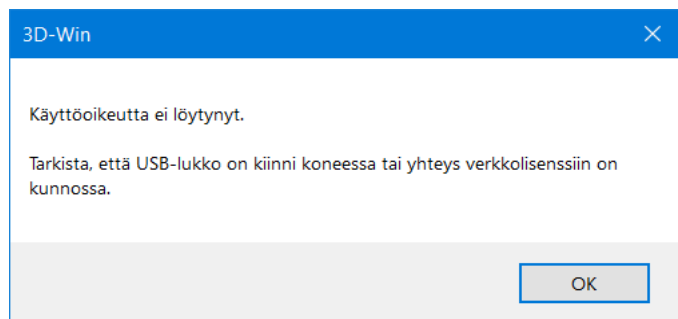 3D-Win
Käyttöoikeutta ei löytynyt.
Tarkista, että USB-lukko on kiinni koneessa tai yhteys verkkolisenssiin on
kunnossa.
OK